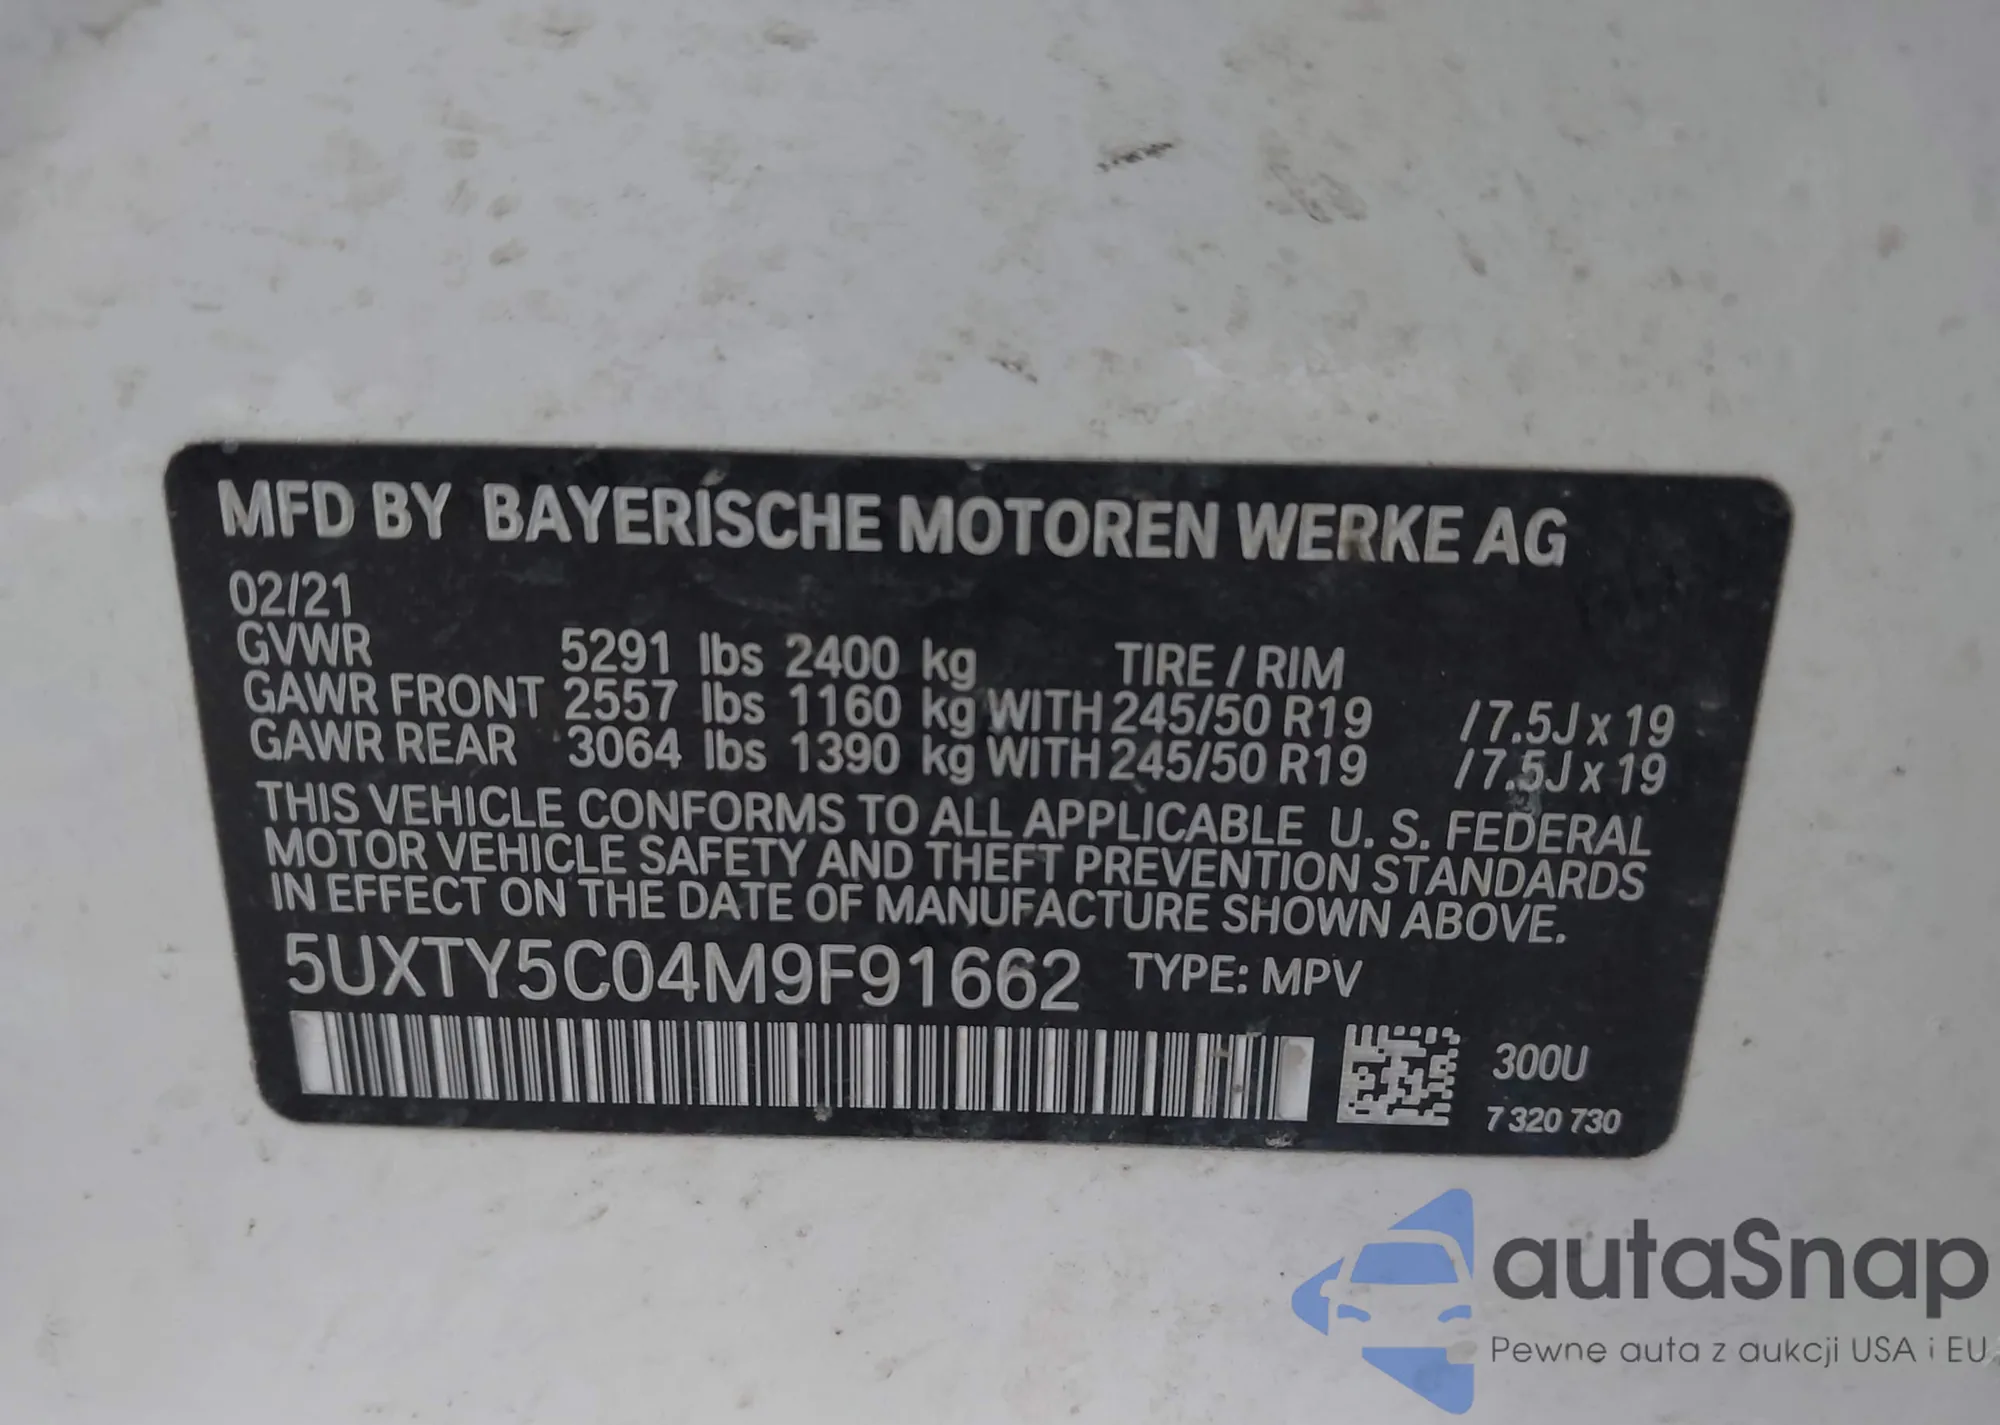 MFD BY BAYERISCHE MOTOREN WERKE AG
02/21
GVWR 5291 lbs 2400 kg TIRE / RIM
GAWR FRONT 2557 lbs 1160 kg WITH 245/50 R19 / 7.5J x 19
GAWR REAR 3064 lbs 1390 kg WITH 245/50 R19 / 7.5J x 19
THIS VEHICLE CONFORMS TO ALL APPLICABLE U. S. FEDERAL
MOTOR VEHICLE SAFETY AND THEFT PREVENTION STANDARDS
IN EFFECT ON THE DATE OF MANUFACTURE SHOWN ABOVE.
5UXTY5C04M9F91662 TYPE: MPV
300U
7 320 730
autaSnap
Pewne auta z aukcji USA i EU